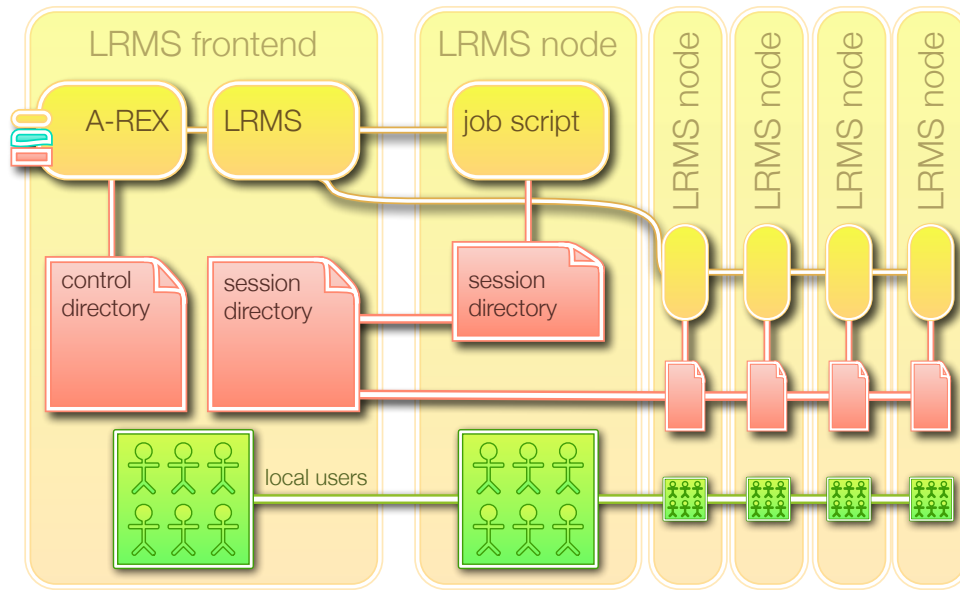 LRMS frontend
LRMS node
LRMS node
LRMS node
LRMS node
LRMS node
A-REX
LRMS
job script
control
directory
session
directory
session
directory
local users